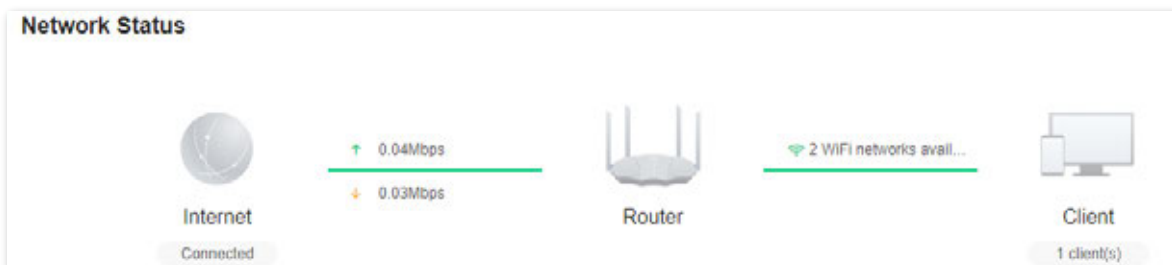 Network Status
↑ 0.04Mbps
2 WiFi networks avail...
↓ 0.03Mbps
Internet
Router
Client
Connected
1 client(s)